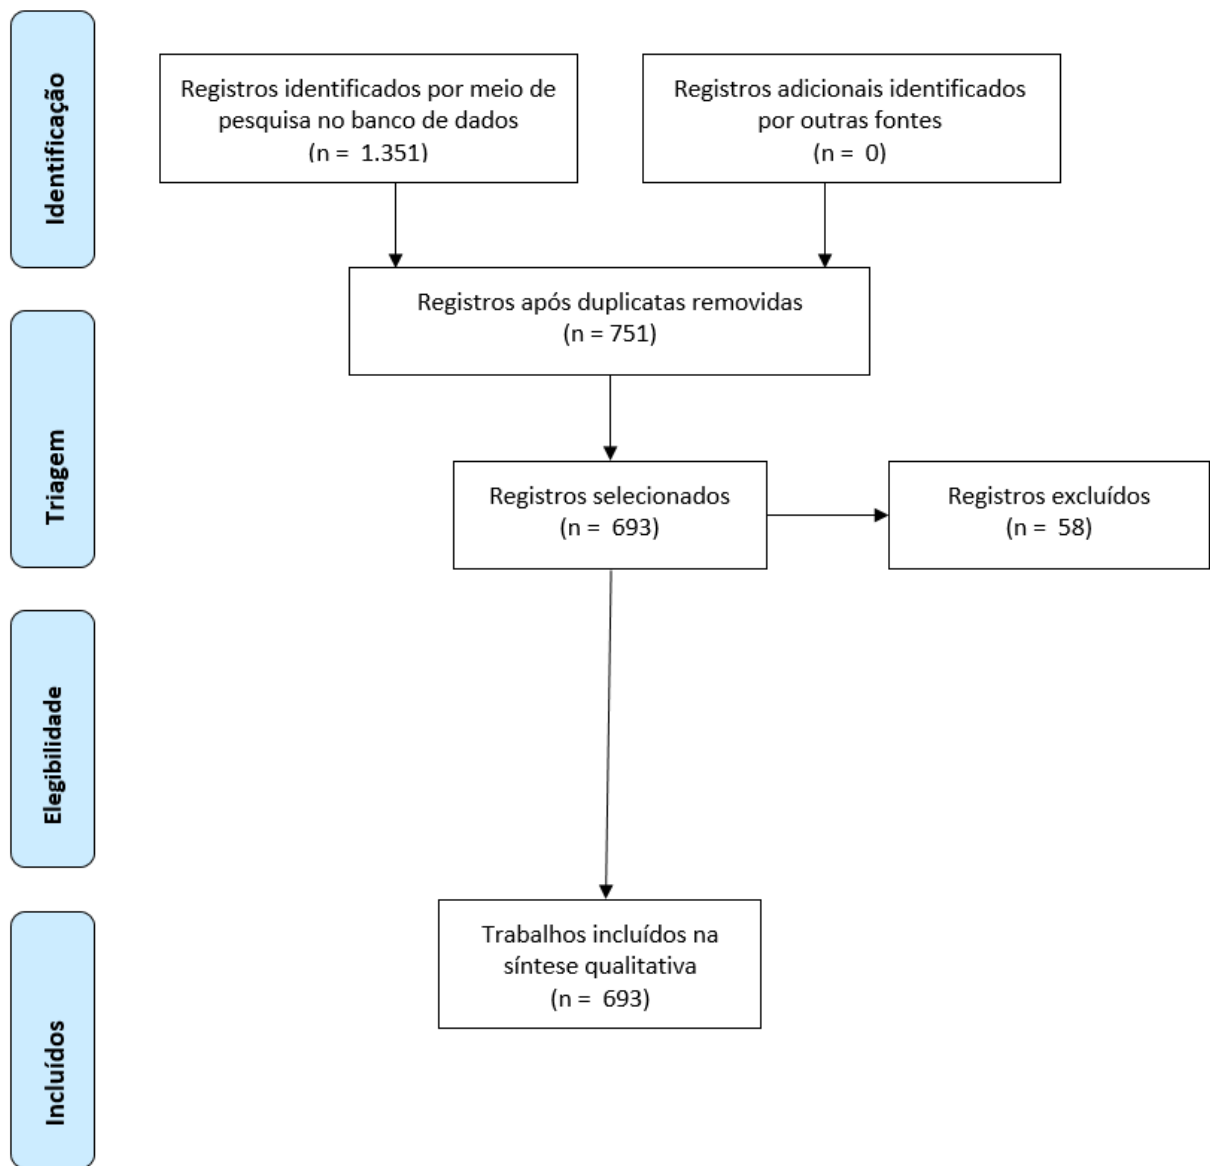 Identificação
Registros identificados por meio de
pesquisa no banco de dados
(n = 1.351)
Registros adicionais identificados
por outras fontes
(n = 0)
Registros após duplicatas removidas
(n = 751)
Triagem
Registros selecionados
(n = 693)
Registros excluídos
(n = 58)
Elegibilidade
Trabalhos incluídos na
síntese qualitativa
(n = 693)
Incluídos